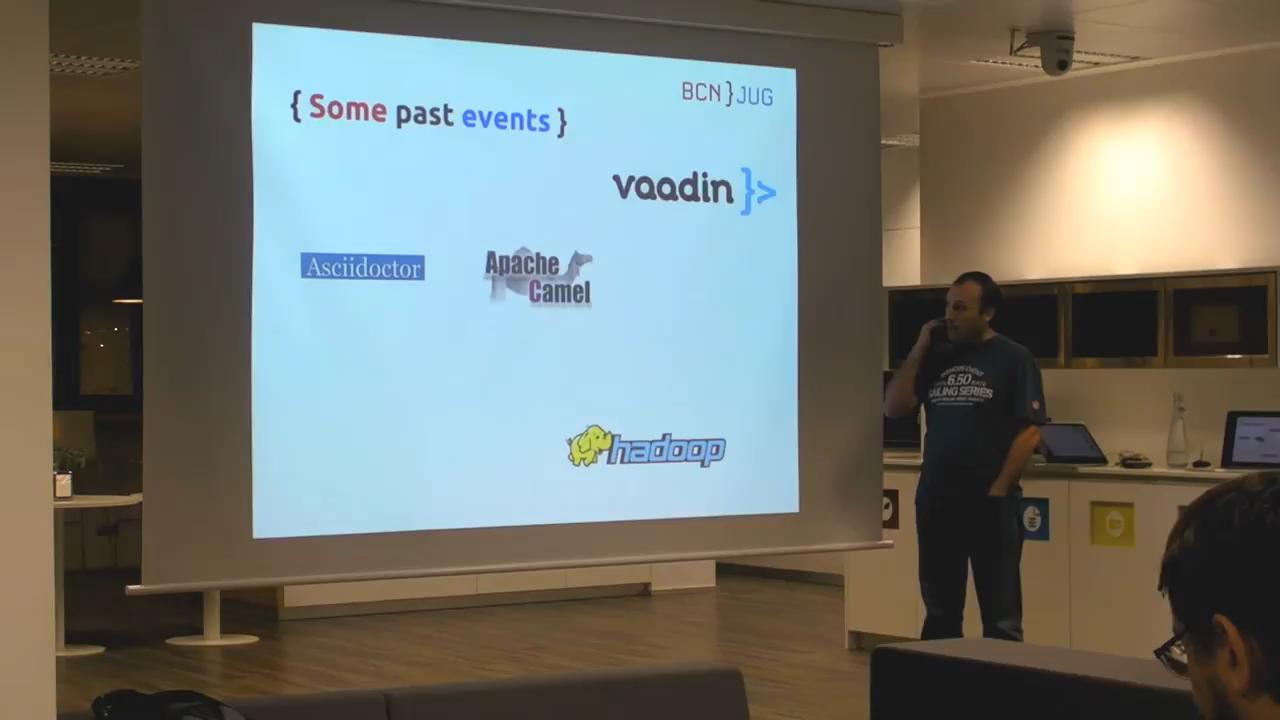 BCN}JUG
{ Some past events }
vaadin }>
Asciidoctor
Apache
Camel
hadoop
6.50
SAILING SERIES